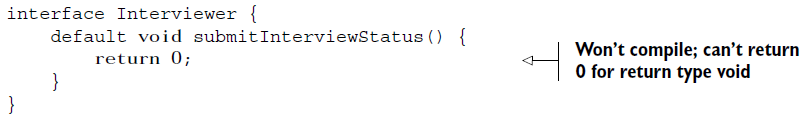 interface Interviewer {
    default void submitInterviewStatus() {
        return 0;
    }
}
Won’t compile; can’t return
0 for return type void